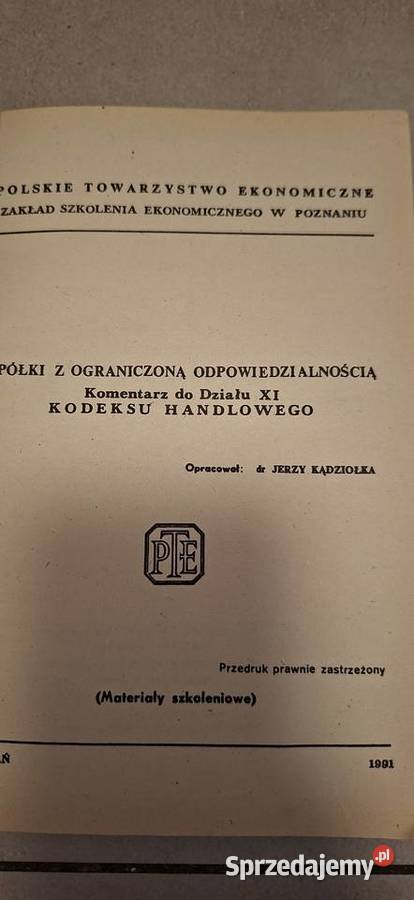 POLSKIE TOWARZYSTWO EKONOMICZNE
ZAKŁAD SZKOLENIA EKONOMICZNEGO W POZNANIU
PÓŁKI Z OGRANICZONĄ ODPOWIEDZIALNOŚCIĄ
Komentarz do Działu XI
KODEKSU HANDLOWEGO
Opracował: dr JERZY KĄDZIOŁKA
PTE
Przedruk prawnie zastrzeżony
(Materiały szkoleniowe)
AŃ 1991
Sprzedajemy.pl